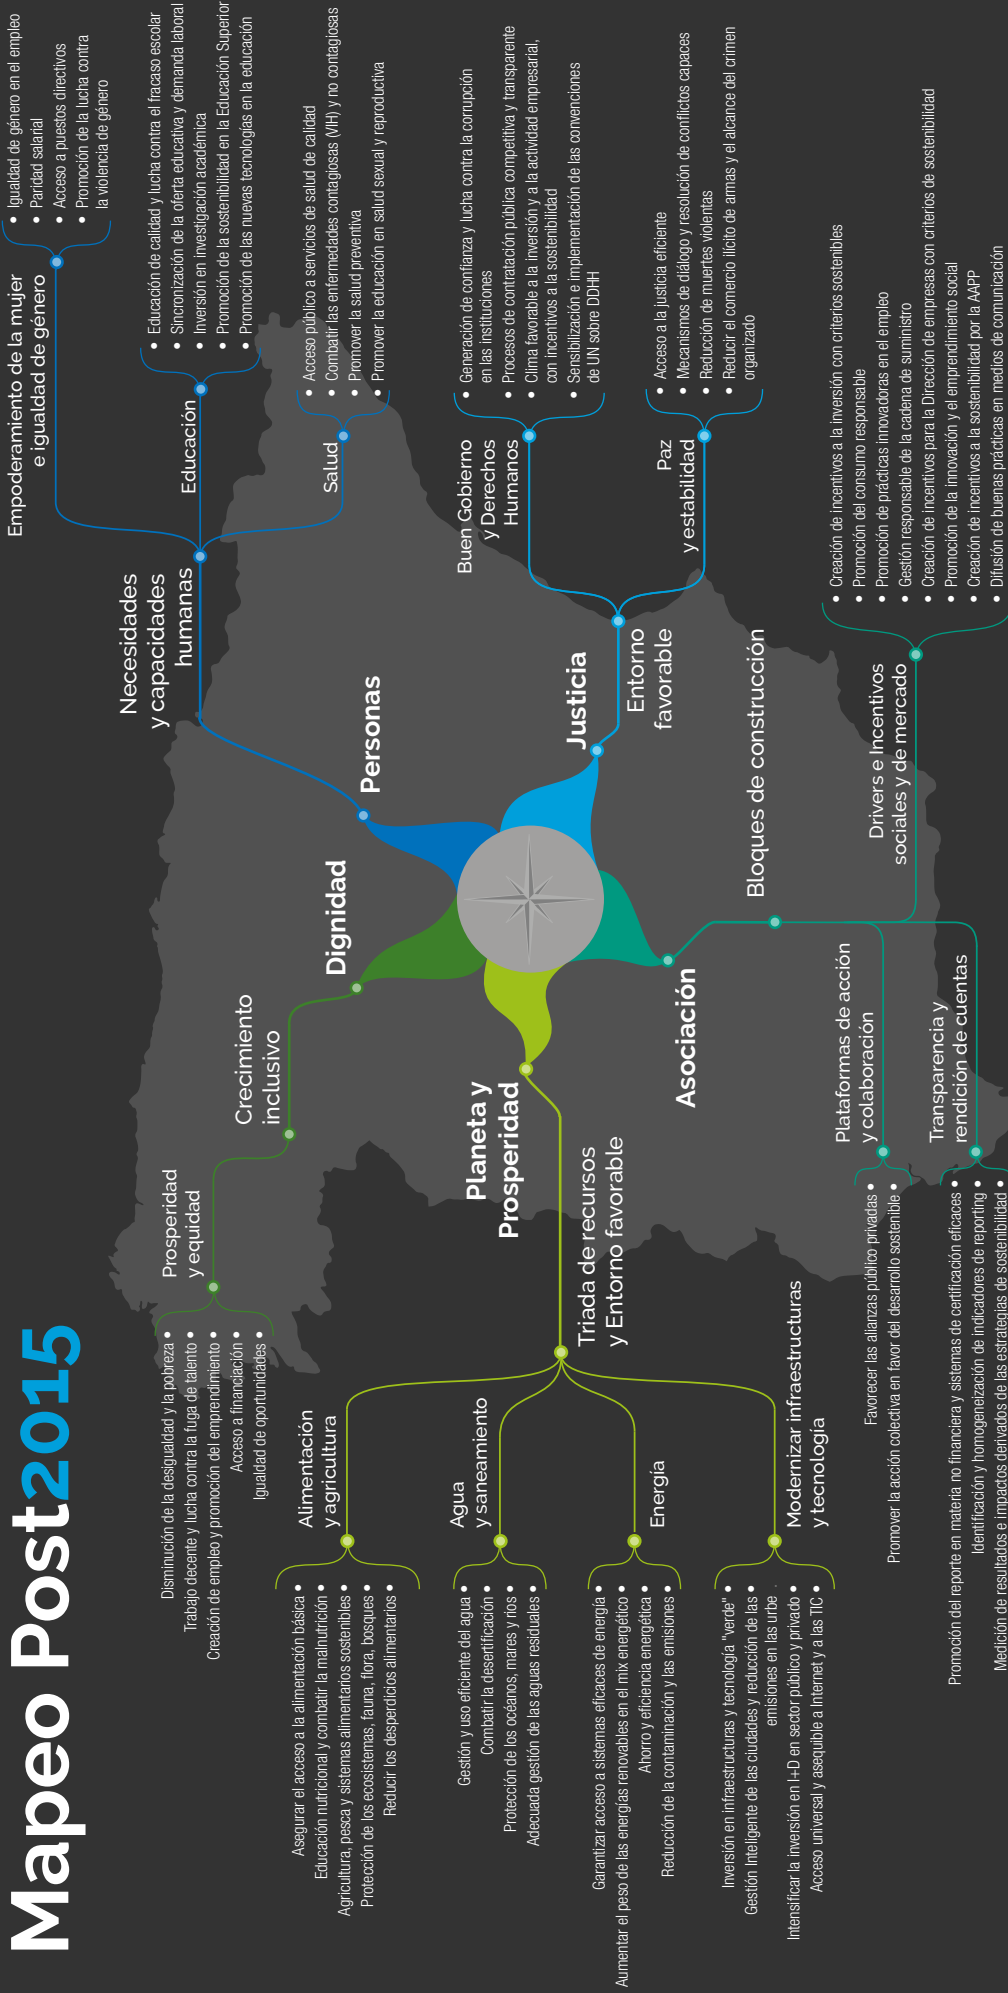 Mapeo Post2015
Prosperidad
y equidad
Disminución de la desigualdad y la pobreza
Trabajo decente y lucha contra la fuga de talento
Creación de empleo y promoción del emprendimiento
Acceso a financiación
Igualdad de oportunidades
Crecimiento
inclusivo
Dignidad
Alimentación
y agricultura
Asegurar el acceso a la alimentación básica
Educación nutricional y combatir la malnutrición
Agricultura, pesca y sistemas alimentarios sostenibles
Protección de los ecosistemas, fauna, flora, bosques
Reducir los desperdicios alimentarios
Agua
y saneamiento
Gestión y uso eficiente del agua
Combatir la desertificación
Protección de los océanos, mares y ríos
Adecuada gestión de las aguas residuales
Energía
Garantizar acceso a sistemas eficaces de energía
Aumentar el peso de las energías renovables en el mix energético
Ahorro y eficiencia energética
Reducción de la contaminación y las emisiones
Modernizar infraestructuras
y tecnología
Inversión en infraestructuras y tecnología "verde"
Gestión Inteligente de las ciudades y reducción de las
emisiones en las urbe
Intensificar la inversión en I+D en sector público y privado
Acceso universal y asequible a Internet y a las TIC
Triada de recursos
y Entorno favorable
Planeta y
Prosperidad
Empoderamiento de la mujer
e igualdad de género
Igualdad de género en el empleo
Paridad salarial
Acceso a puestos directivos
Promoción de la lucha contra
la violencia de género
Educación
Educación de calidad y lucha contra el fracaso escolar
Sincronización de la oferta educativa y demanda laboral
Inversión en investigación académica
Promoción de la sostenibilidad en la Educación Superior
Promoción de las nuevas tecnologías en la educación
Salud
Acceso público a servicios de salud de calidad
Combatir las enfermedades contagiosas (VIH) y no contagiosas
Promover la salud preventiva
Promover la educación en salud sexual y reproductiva
Necesidades
y capacidades
humanas
Personas
Buen Gobierno
y Derechos
Humanos
Generación de confianza y lucha contra la corrupción
en las instituciones
Procesos de contratación pública competitiva y transparente
Clima favorable a la inversión y a la actividad empresarial,
con incentivos a la sostenibilidad
Sensibilización e implementación de las convenciones
de UN sobre DDHH
Paz
y estabilidad
Acceso a la justicia eficiente
Mecanismos de diálogo y resolución de conflictos capaces
Reducción de muertes violentas
Reducir el comercio ilícito de armas y el alcance del crimen
organizado
Justicia
Entorno
favorable
Asociación
Bloques de construcción
Drivers e Incentivos
sociales y de mercado
Creación de incentivos a la inversión con criterios sostenibles
Promoción del consumo responsable
Promoción de prácticas innovadoras en el empleo
Gestión responsable de la cadena de suministro
Creación de incentivos para la Dirección de empresas con criterios de sostenibilidad
Promoción de la innovación y el emprendimiento social
Creación de incentivos a la sostenibilidad por la AAPP
Difusión de buenas prácticas en medios de comunicación
Plataformas de acción
y colaboración
Favorecer las alianzas público privadas
Promover la acción colectiva en favor del desarrollo sostenible
Transparencia y
rendición de cuentas
Promoción del reporte en materia no financiera y sistemas de certificación eficaces
Identificación y homogeneización de indicadores de reporting
Medición de resultados e impactos derivados de las estrategias de sostenibilidad